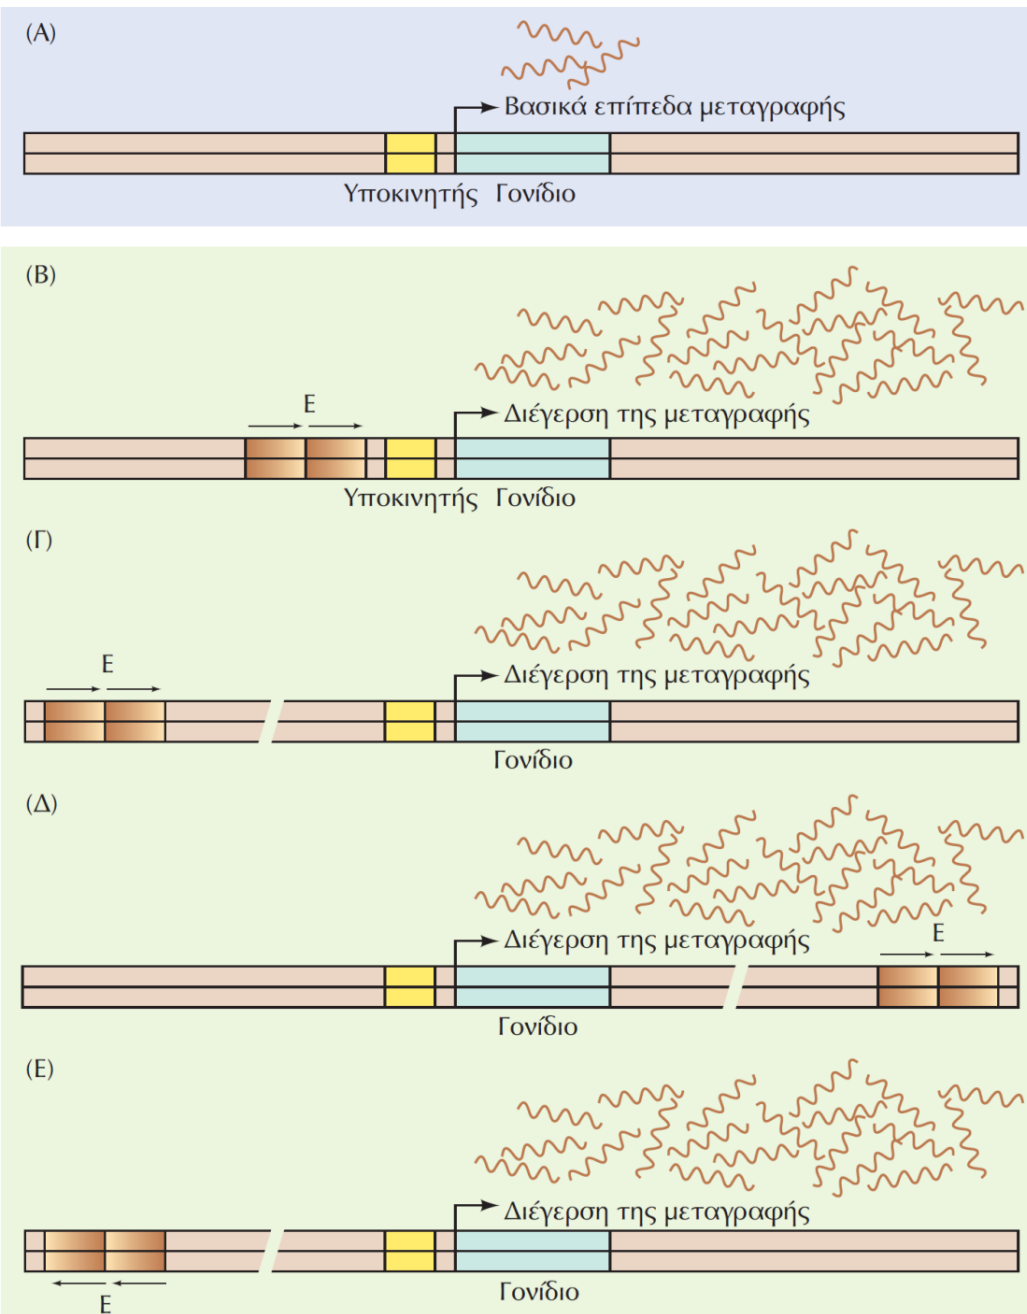 (Α)
Βασικά επίπεδα μεταγραφής
Υποκινητής Γονίδιο
(Β)
Ε
Διέγερση της μεταγραφής
Υποκινητής Γονίδιο
(Γ)
Ε
Διέγερση της μεταγραφής
Γονίδιο
(Δ)
Διέγερση της μεταγραφής
Ε
Γονίδιο
(Ε)
Διέγερση της μεταγραφής
Γονίδιο
Ε